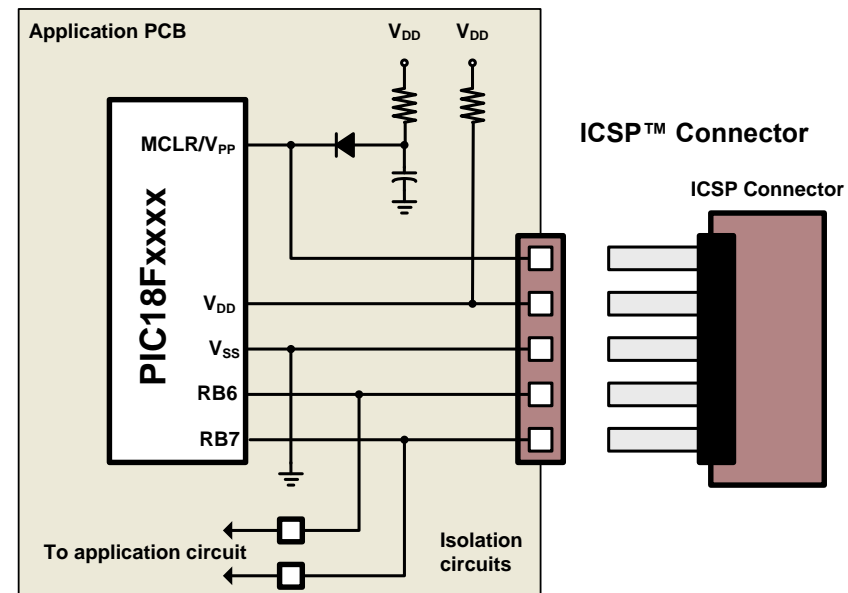 Application PCB
VDD VDD
ICSP™ Connector
ICSP Connector
MCLR/VPP
PIC18Fxxxx
VDD
VSS
RB6
RB7
To application circuit
Isolation
circuits